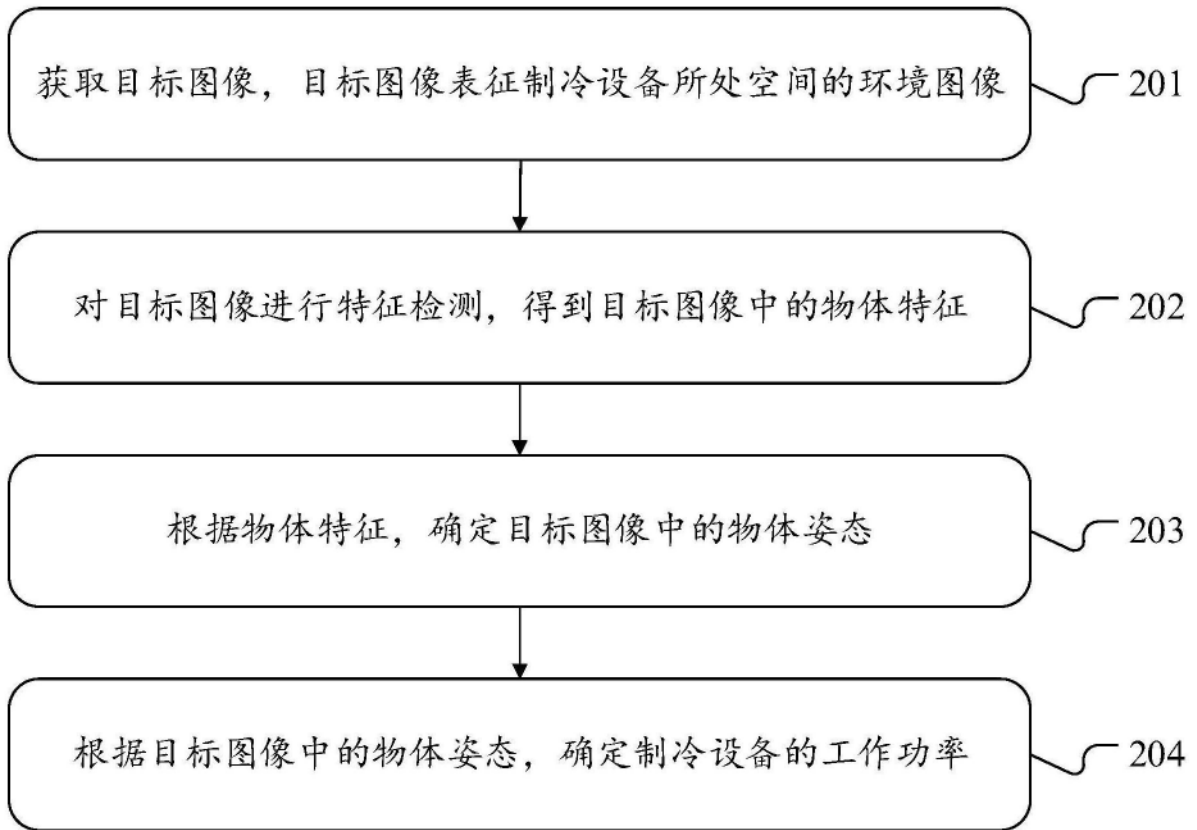 获取目标图像，目标图像表征制冷设备所处空间的环境图像
201
对目标图像进行特征检测，得到目标图像中的物体特征
202
根据物体特征，确定目标图像中的物体姿态
203
根据目标图像中的物体姿态，确定制冷设备的工作功率
204